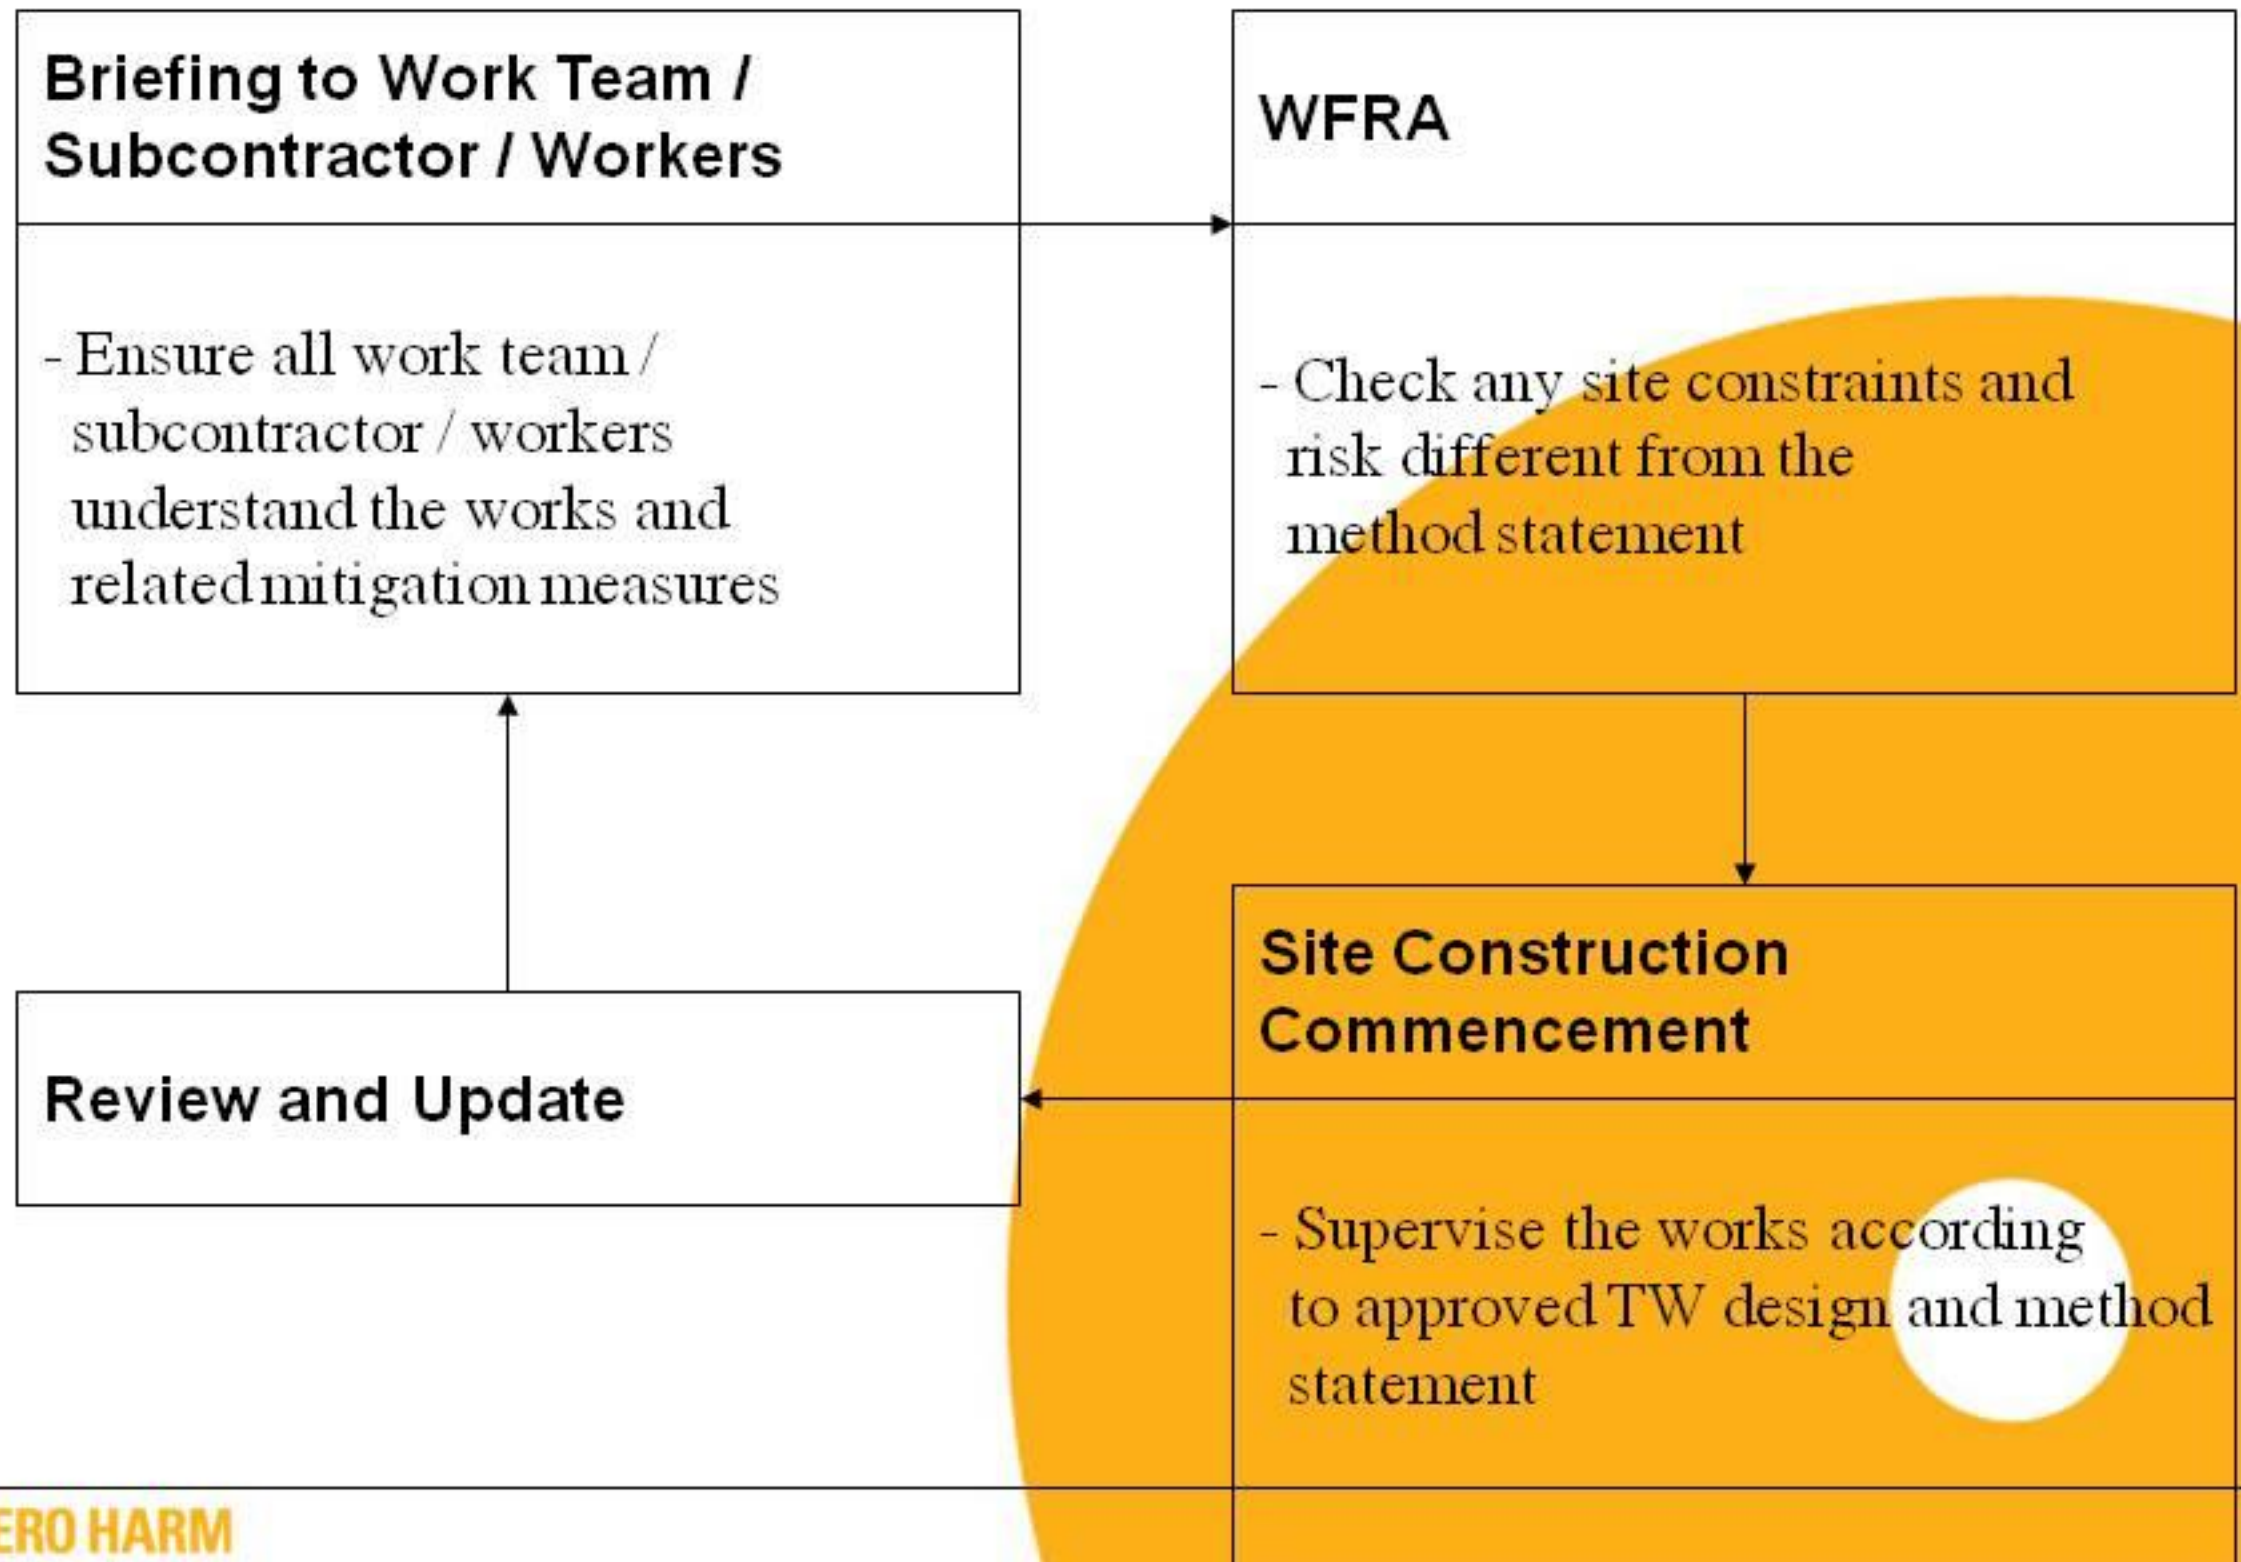 Briefing to Work Team /
Subcontractor / Workers
- Ensure all work team /
subcontractor / workers
understand the works and
related mitigation measures
WFRA
- Check any site constraints and
risk different from the
method statement
Review and Update
Site Construction
Commencement
- Supervise the works according
to approved TW design and method
statement
ERO HARM